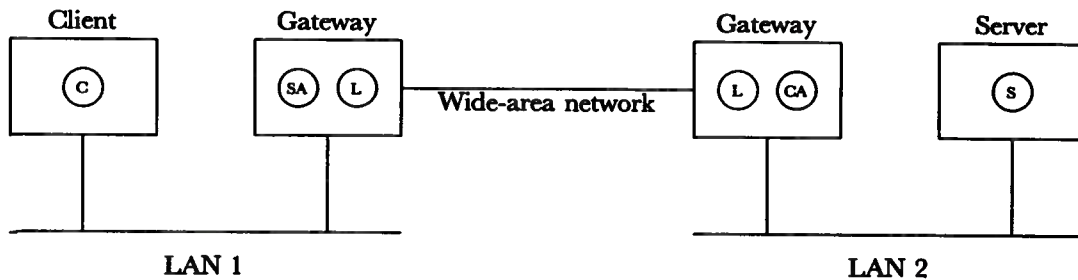 Client Gateway Gateway Server
C SA L L CA S
Wide-area network
LAN 1 LAN 2